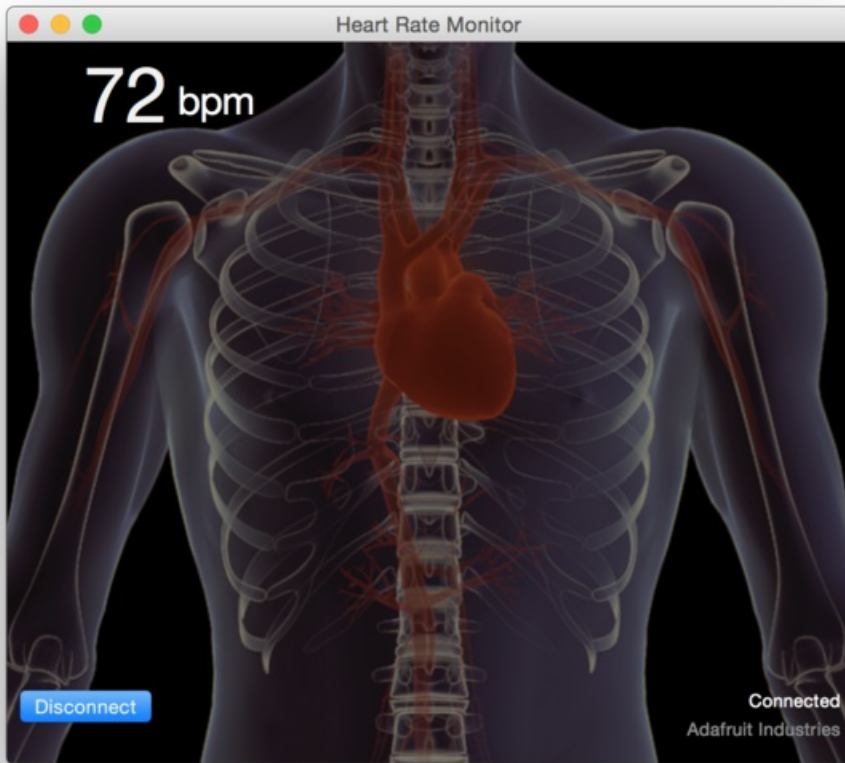 Heart Rate Monitor
72 bpm
Disconnect
Connected
Adafruit Industries